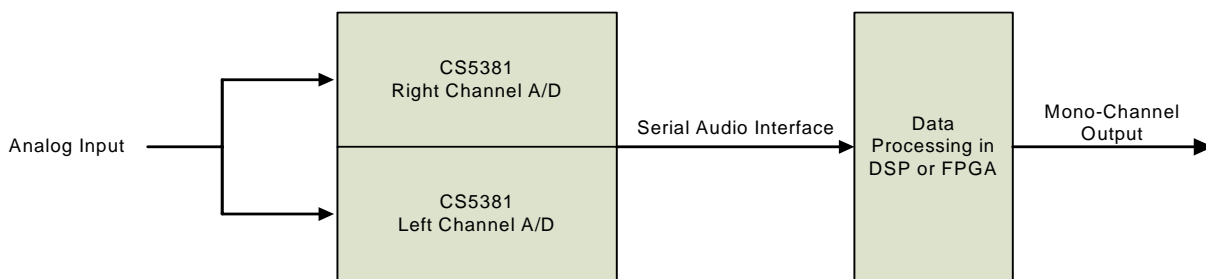 Analog Input
CS5381
Right Channel A/D
CS5381
Left Channel A/D
Serial Audio Interface
Data
Processing in
DSP or FPGA
Mono-Channel
Output